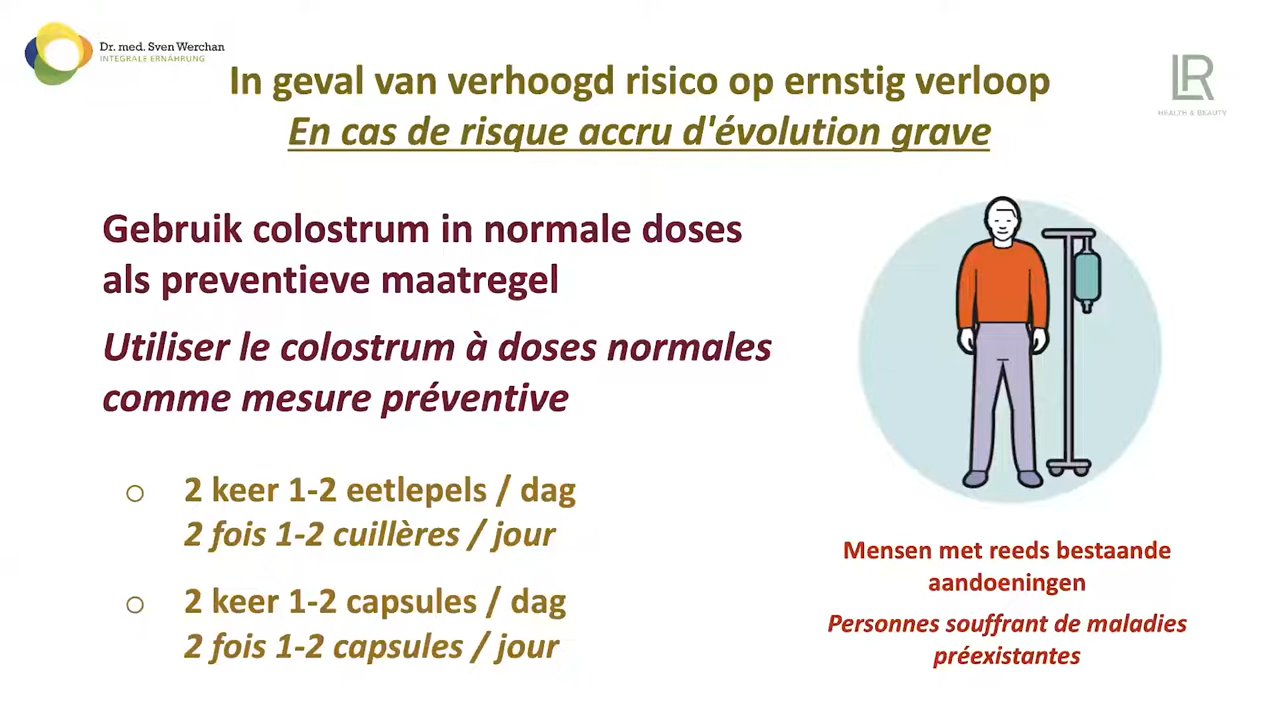 Dr. med. Sven Werchan
INTEGRALE ERNÄHRUNG
LR
HEALTH & BEAUTY
In geval van verhoogd risico op ernstig verloop
En cas de risque accru d'évolution grave
Gebruik colostrum in normale doses
als preventieve maatregel
Utiliser le colostrum à doses normales
comme mesure préventive
2 keer 1-2 eetlepels / dag
2 fois 1-2 cuillères / jour
2 keer 1-2 capsules / dag
2 fois 1-2 capsules / jour
Mensen met reeds bestaande
aandoeningen
Personnes souffrant de maladies
préexistantes